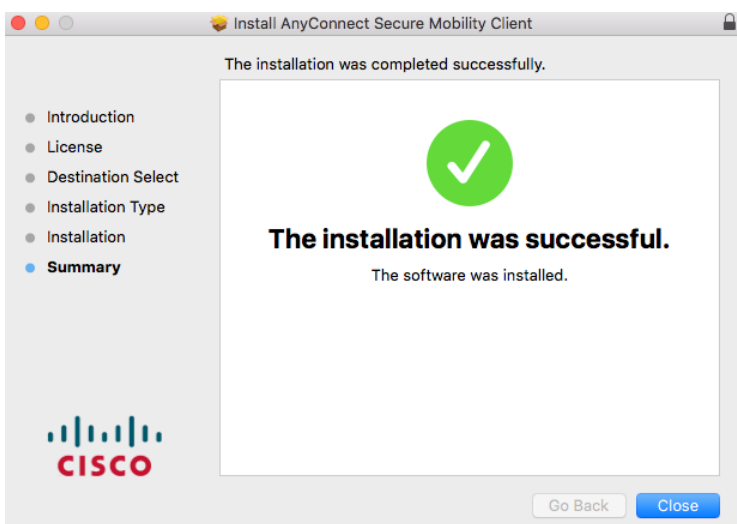 Install AnyConnect Secure Mobility Client
The installation was completed successfully.
Introduction
License
Destination Select
Installation Type
Installation
Summary
The installation was successful.
The software was installed.
CISCO
Go Back
Close